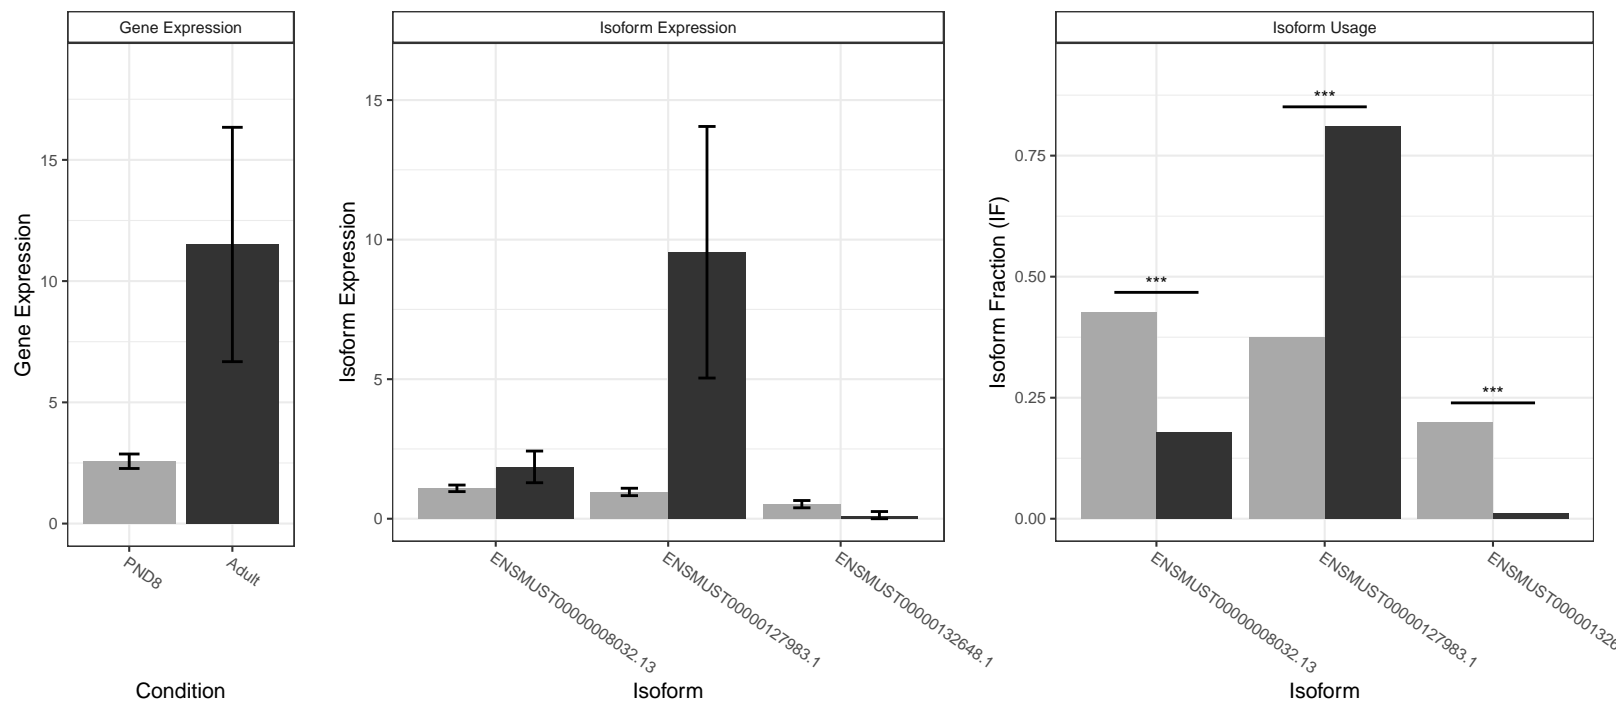 Gene Expression
Gene Expression
15
10
5
0
PND8
Adult
Condition
Isoform Expression
Isoform Expression
15
10
5
0
ENSMUST00000008032.13
ENSMUST00000127983.1
ENSMUST00000132648.1
Isoform
Isoform Usage
Isoform Fraction (IF)
0.75
0.50
0.25
0.00
***
***
***
ENSMUST00000008032.13
ENSMUST00000127983.1
ENSMUST000001326
Isoform